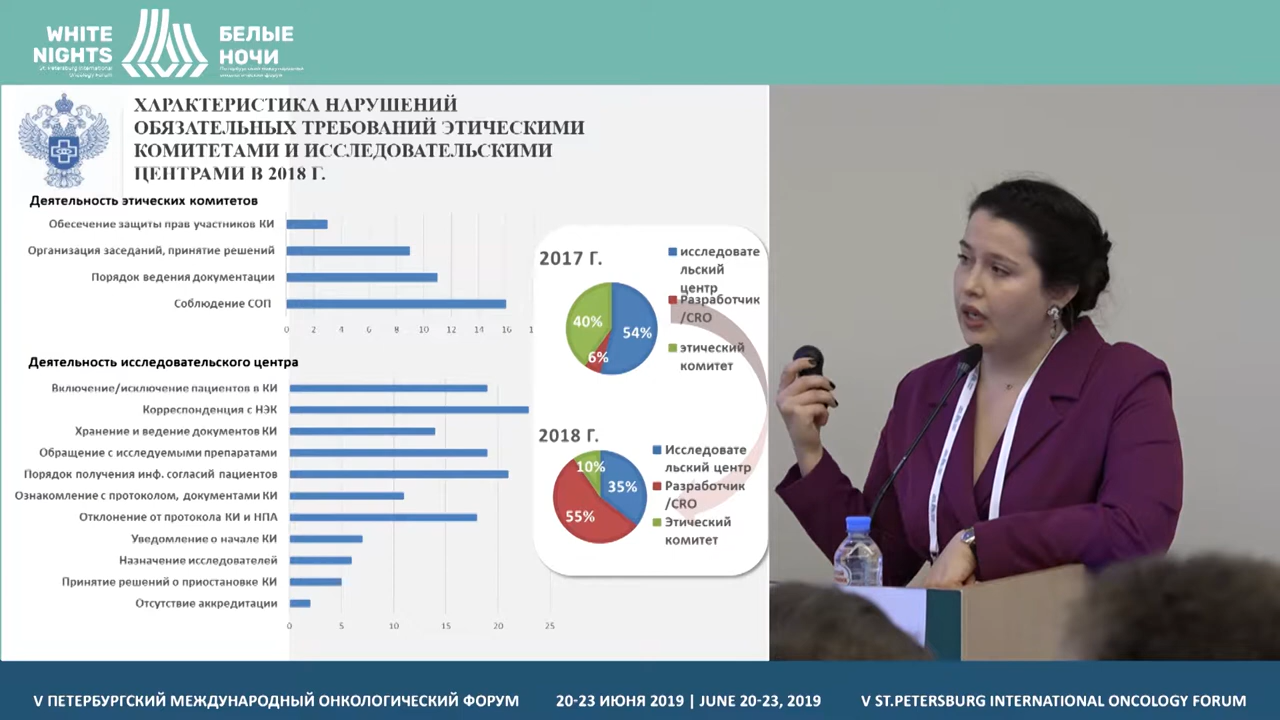 WHITE
NIGHTS
St. Petersburg International
Oncology Forum
БЕЛЫЕ
НОЧИ
ХАРАКТЕРИСТИКА НАРУШЕНИЙ
ОБЯЗАТЕЛЬНЫХ ТРЕБОВАНИЙ ЭТИЧЕСКИМИ
КОМИТЕТАМИ И ИССЛЕДОВАТЕЛЬСКИМИ
ЦЕНТРАМИ В 2018 Г.
Деятельность этических комитетов
Обесечение защиты прав участников КИ
Организация заседаний, принятие решений
Порядок ведения документации
Соблюдение СОП
0 2 4 6 8 10 12 14 16 1
Деятельность исследовательского центра
Включение/исключение пациентов в КИ
Корреспонденция с НЭК
Хранение и ведение документов КИ
Обращение с исследуемыми препаратами
Порядок получения инф. согласий пациентов
Ознакомление с протоколом, документами КИ
Отклонение от протокола КИ и НПА
Уведомление о начале КИ
Назначение исследователей
Принятие решений о приостановке КИ
Отсутствие аккредитации
0 5 10 15 20 25
2017 Г.
40%
54%
6%
исследовате
льский
центр
Разработчик
/CRO
этический
комитет
2018 Г.
10%
35%
55%
Исследовате
льский центр
Разработчик
/CRO
Этический
комитет
V ПЕТЕРБУРГСКИЙ МЕЖДУНАРОДНЫЙ ОНКОЛОГИЧЕСКИЙ ФОРУМ
20-23 ИЮНЯ 2019 | JUNE 20-23, 2019
V ST.PETERSBURG INTERNATIONAL ONCOLOGY FORUM